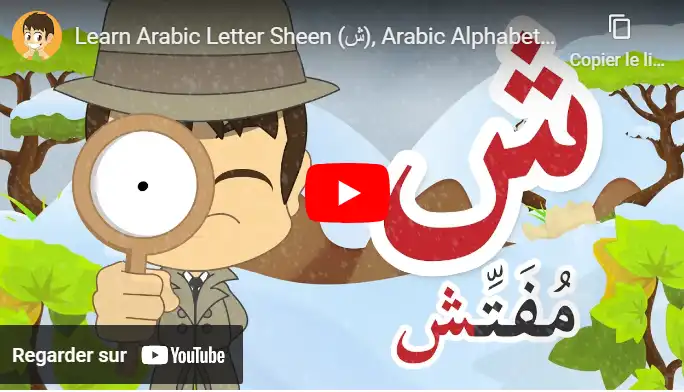 Learn Arabic Letter Sheen (ش), Arabic Alphabet...
Copier le li...
ش
مُفَتِّش
Regarder sur YouTube